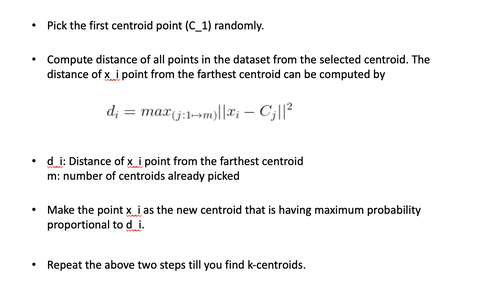 • Pick the first centroid point (C_1) randomly.
• Compute distance of all points in the dataset from the selected centroid. The
distance of x_i point from the farthest centroid can be computed by
d_i = max_{(j:1↦m)}||x_i − C_j||^2
• d_i: Distance of x_i point from the farthest centroid
m: number of centroids already picked
• Make the point x_i as the new centroid that is having maximum probability
proportional to d_i.
• Repeat the above two steps till you find k-centroids.